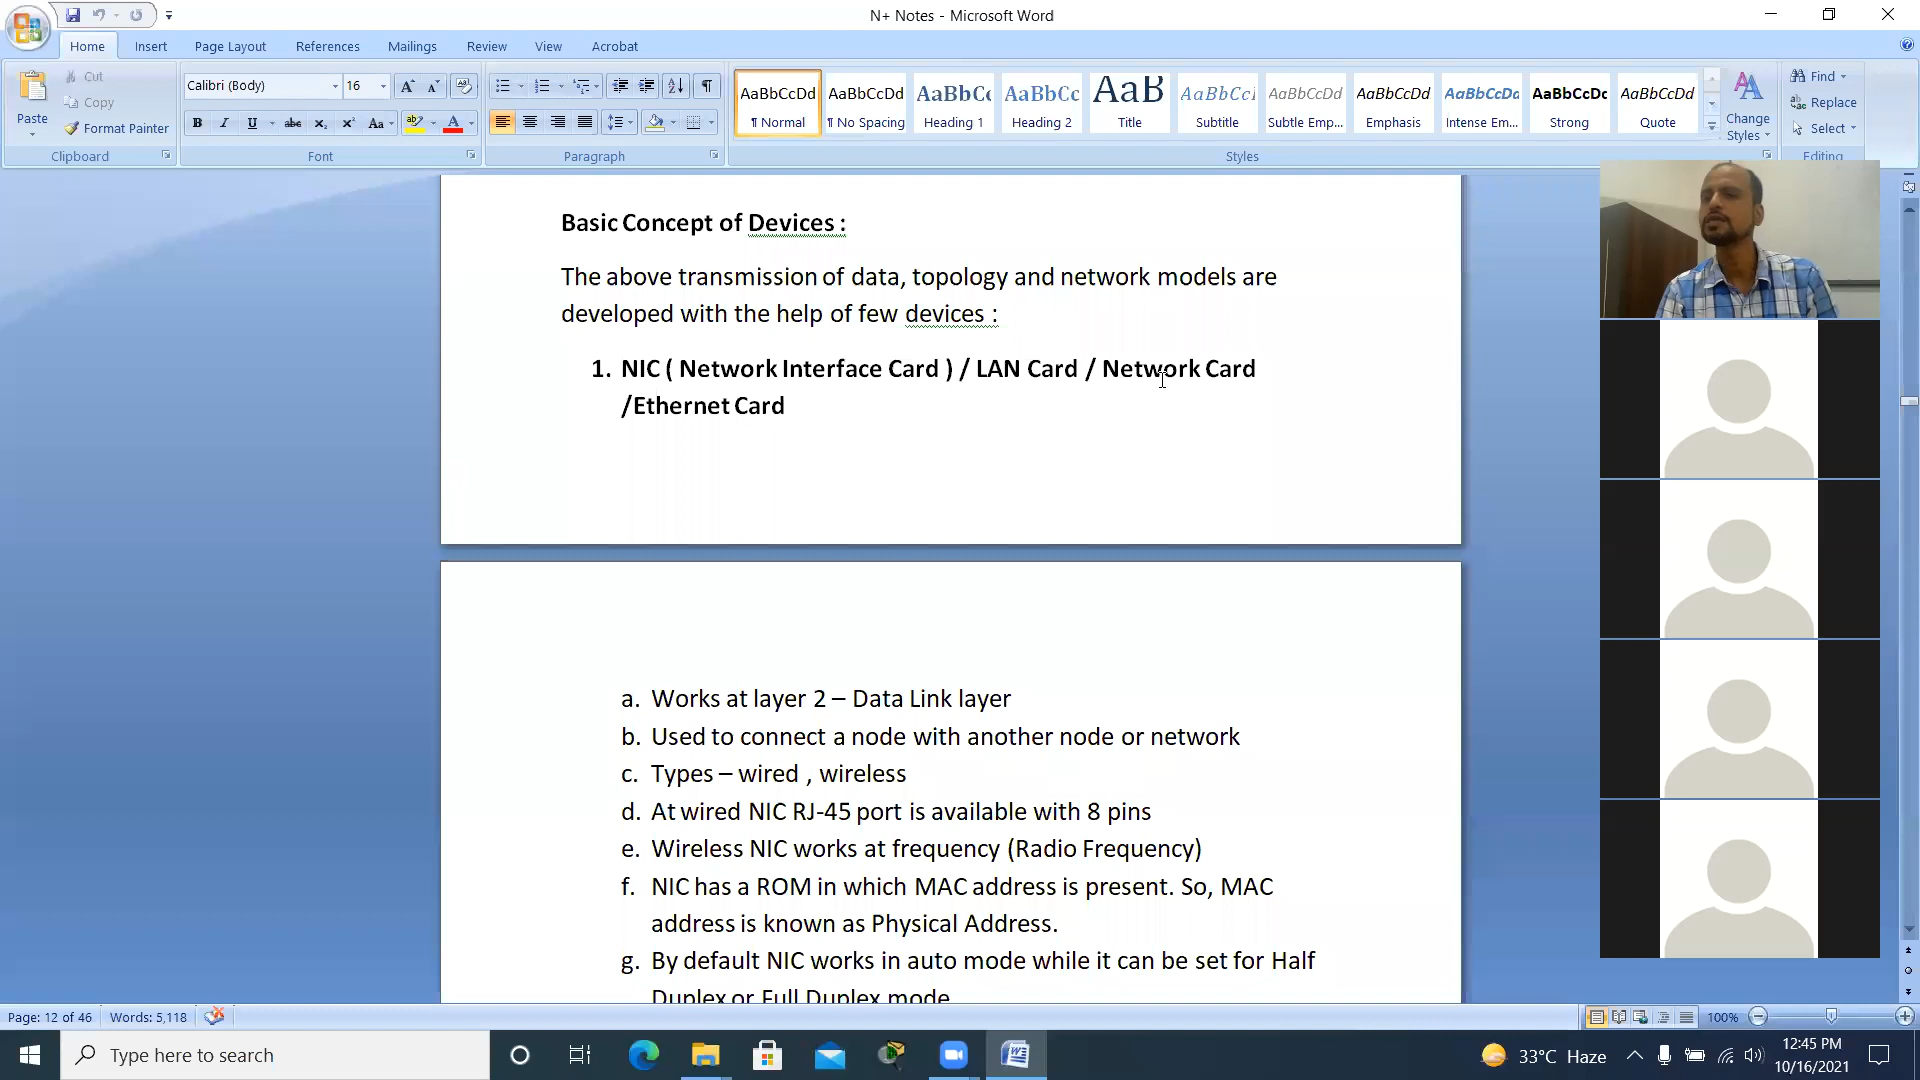 N+ Notes - Microsoft Word
Home Insert Page Layout References Mailings Review View Acrobat
Paste
Cut
Copy
Format Painter
Clipboard
Calibri (Body) 16
Font
Paragraph
AaBbCcDd AaBbCcDd AaBbCc AaBbCc AaB AaBbCcI AaBbCcDd AaBbCcDd AaBbCcDd AaBbCcDc AaBbCcDd
¶ Normal ¶ No Spacing Heading 1 Heading 2 Title Subtitle Subtle Emp... Emphasis Intense Em... Strong Quote
Change
Styles
Styles
Find
Replace
Select
Editing
Basic Concept of Devices :
The above transmission of data, topology and network models are
developed with the help of few devices :
1. NIC ( Network Interface Card ) / LAN Card / Network Card
/Ethernet Card
a. Works at layer 2 – Data Link layer
b. Used to connect a node with another node or network
c. Types – wired , wireless
d. At wired NIC RJ-45 port is available with 8 pins
e. Wireless NIC works at frequency (Radio Frequency)
f. NIC has a ROM in which MAC address is present. So, MAC
address is known as Physical Address.
g. By default NIC works in auto mode while it can be set for Half
Duplex or Full Duplex mode
Page: 12 of 46 Words: 5,118 100%
Type here to search
33°C Haze
12:45 PM
10/16/2021